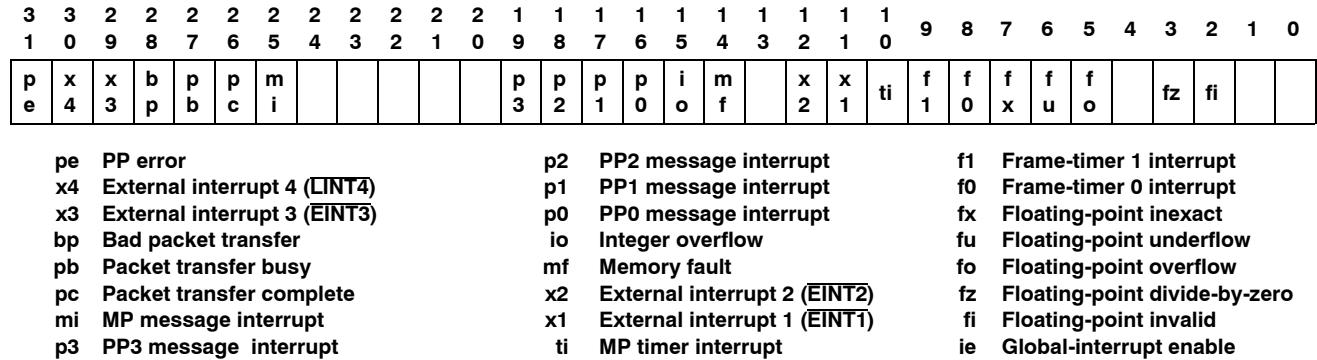 3 3 2 2 2 2 2 2 2 2 2 2 1 1 1 1 1 1 1 1 1 1 9 8 7 6 5 4 3 2 1 0
1 0 9 8 7 6 5 4 3 2 1 0 9 8 7 6 5 4 3 2 1 0
p x x b p p m p p p p i m x x ti f f f f f fz fi
e 4 3 p b c i 3 2 1 0 o f 2 1 1 0 x u o
pe PP error
x4 External interrupt 4 (LINT4)
x3 External interrupt 3 (EINT3)
bp Bad packet transfer
pb Packet transfer busy
pc Packet transfer complete
mi MP message interrupt
p3 PP3 message interrupt
p2 PP2 message interrupt
p1 PP1 message interrupt
p0 PP0 message interrupt
io Integer overflow
mf Memory fault
x2 External interrupt 2 (EINT2)
x1 External interrupt 1 (EINT1)
ti MP timer interrupt
f1 Frame-timer 1 interrupt
f0 Frame-timer 0 interrupt
fx Floating-point inexact
fu Floating-point underflow
fo Floating-point overflow
fz Floating-point divide-by-zero
fi Floating-point invalid
ie Global-interrupt enable